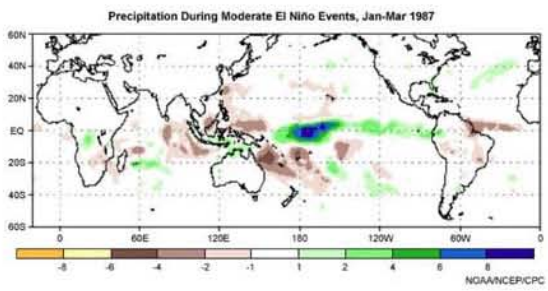 Precipitation During Moderate El Niño Events, Jan-Mar 1987
60N
40N
20N
EQ
20S
40S
60S
0 60E 120E 180 120W 60W 0
-8 -6 -4 -2 -1 1 2 4 6 8
NOAA/NCEP/CPC